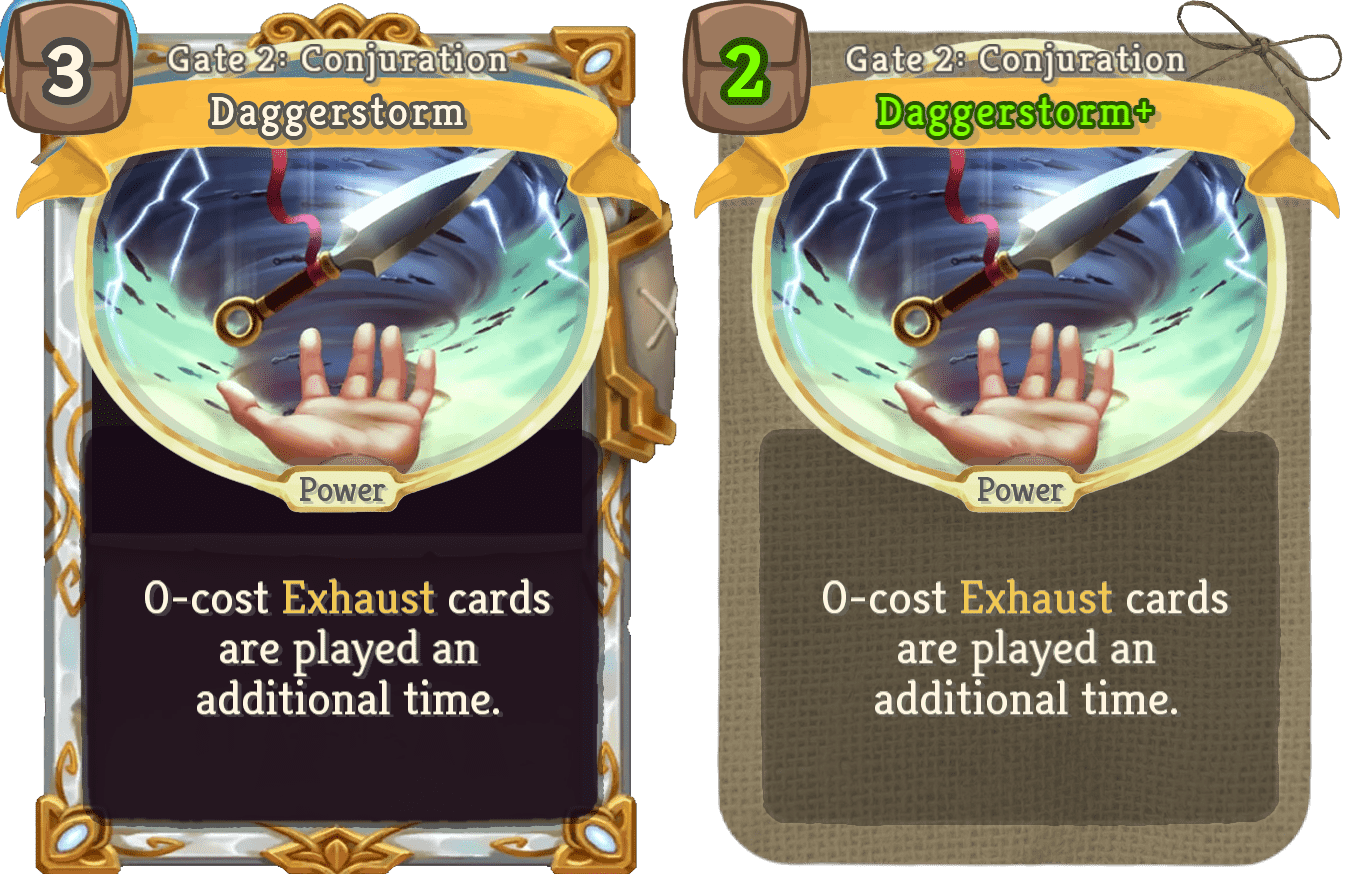 3
Gate 2: Conjuration
Daggerstorm
Power
0-cost Exhaust cards
are played an
additional time.
2
Gate 2: Conjuration
Daggerstorm+
Power
0-cost Exhaust cards
are played an
additional time.